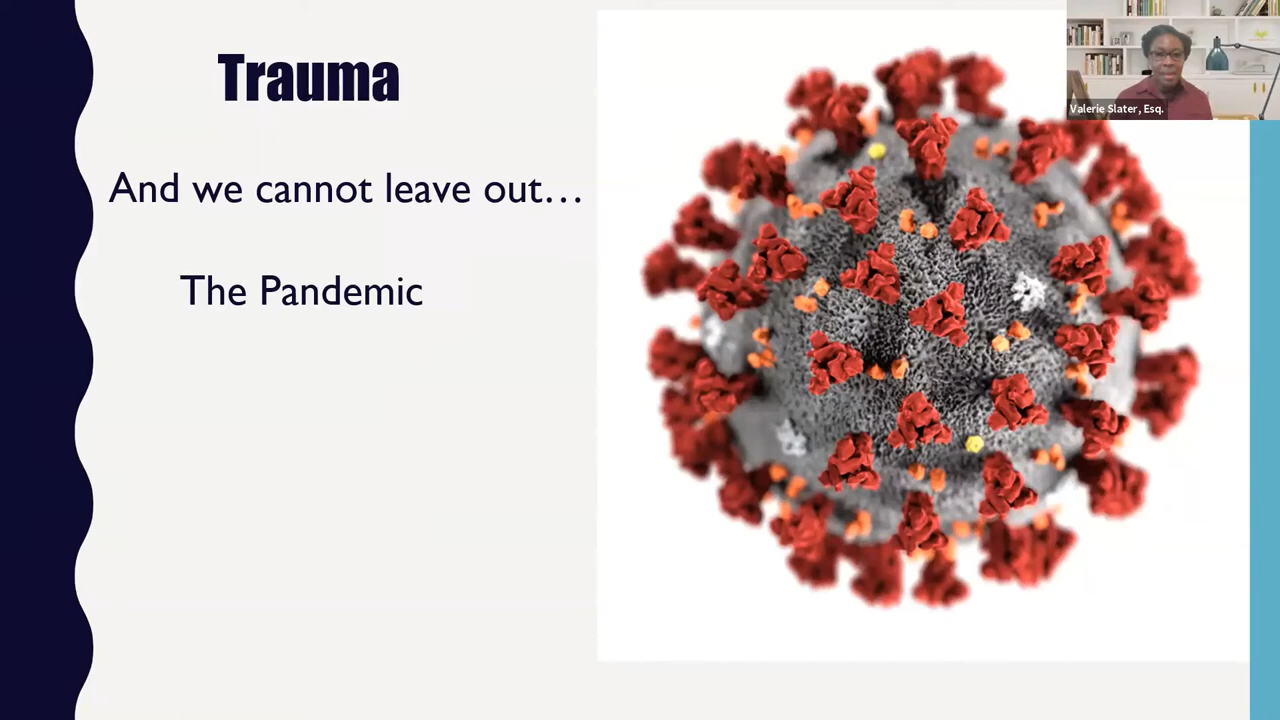 Trauma
And we cannot leave out…
The Pandemic
Valerie Slater, Esq.